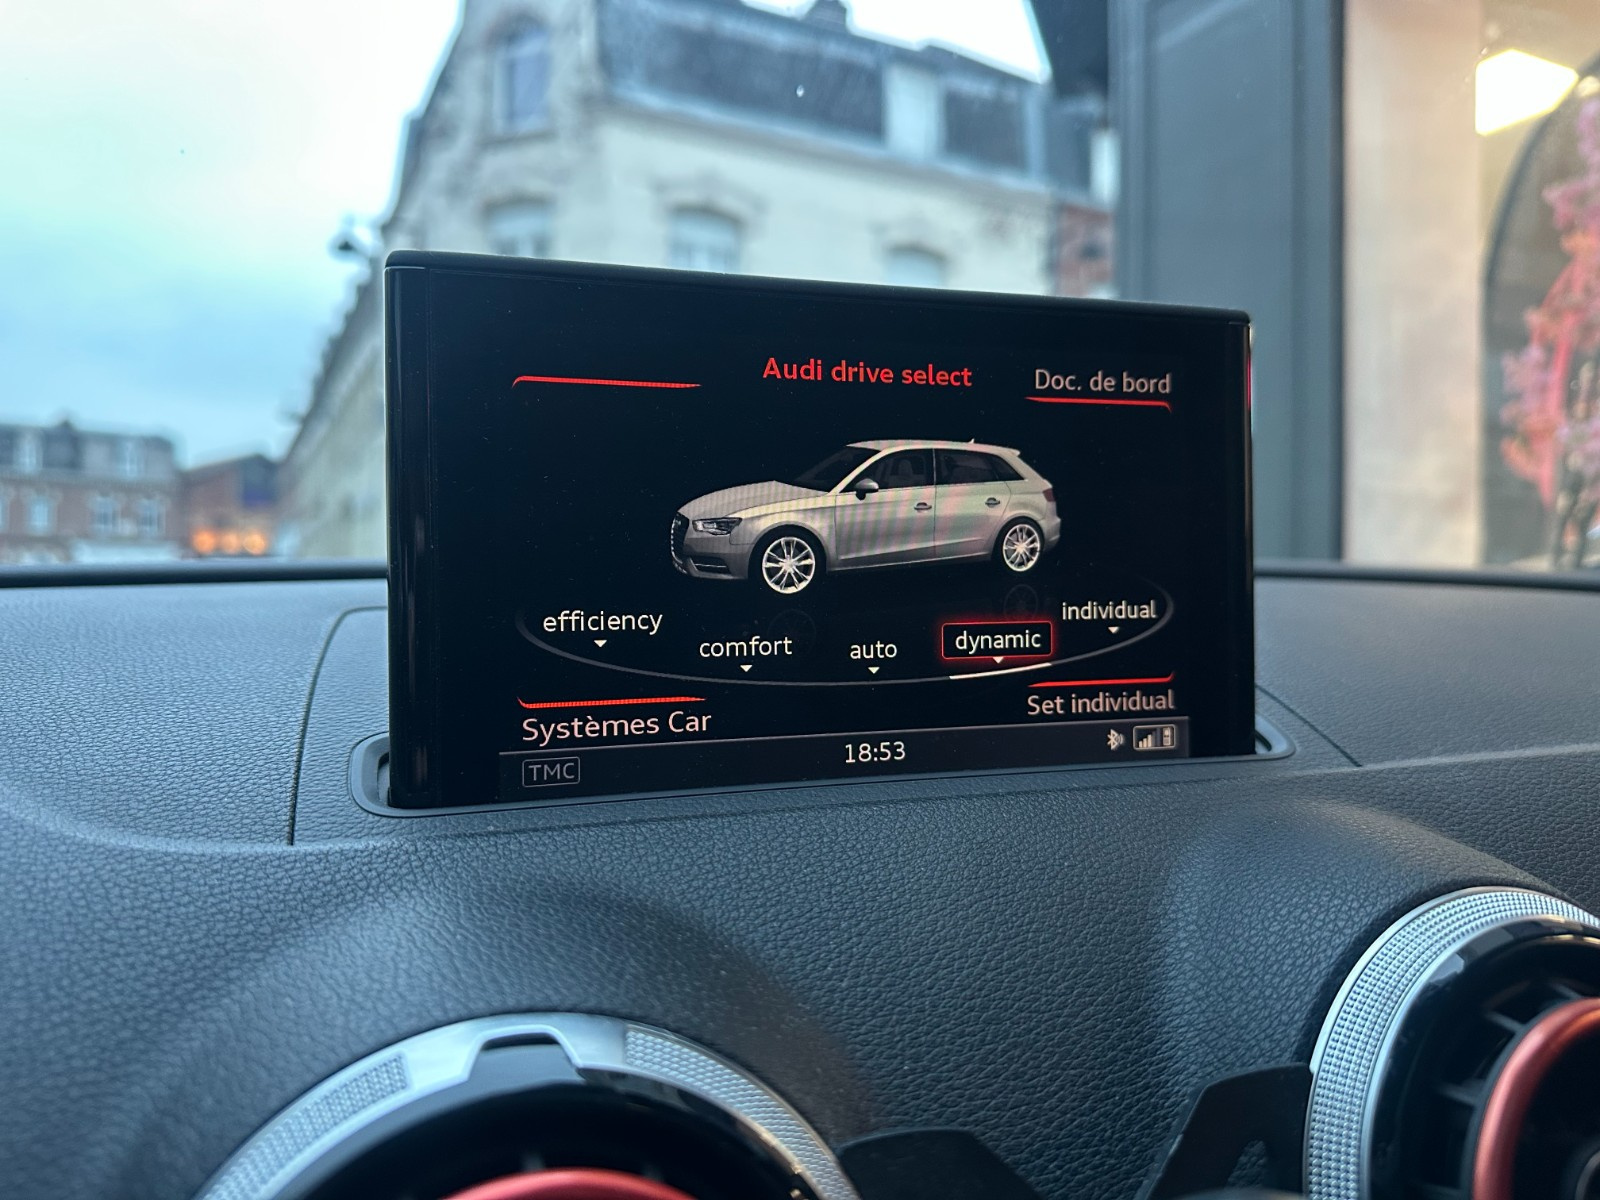 Audi drive select
Doc. de bord
efficiency
comfort
auto
dynamic
individual
Systèmes Car
Set individual
TMC
18:53